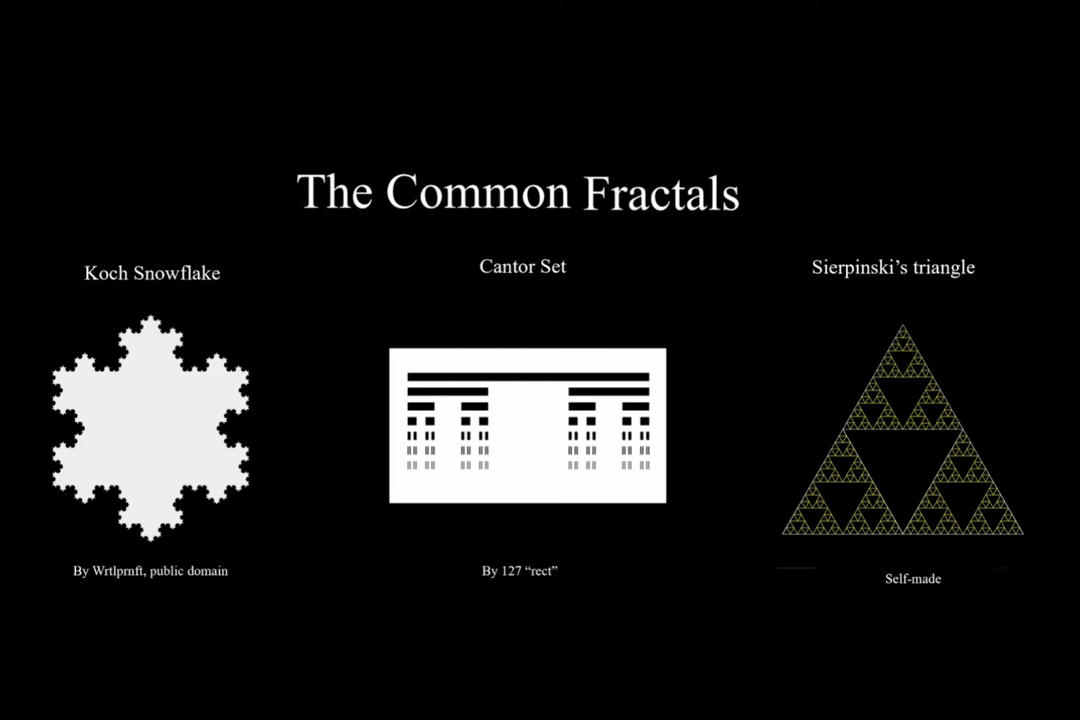 The Common Fractals
Koch Snowflake
Cantor Set
Sierpinski’s triangle
By Wrtlprnft, public domain
By 127 “rect”
Self-made